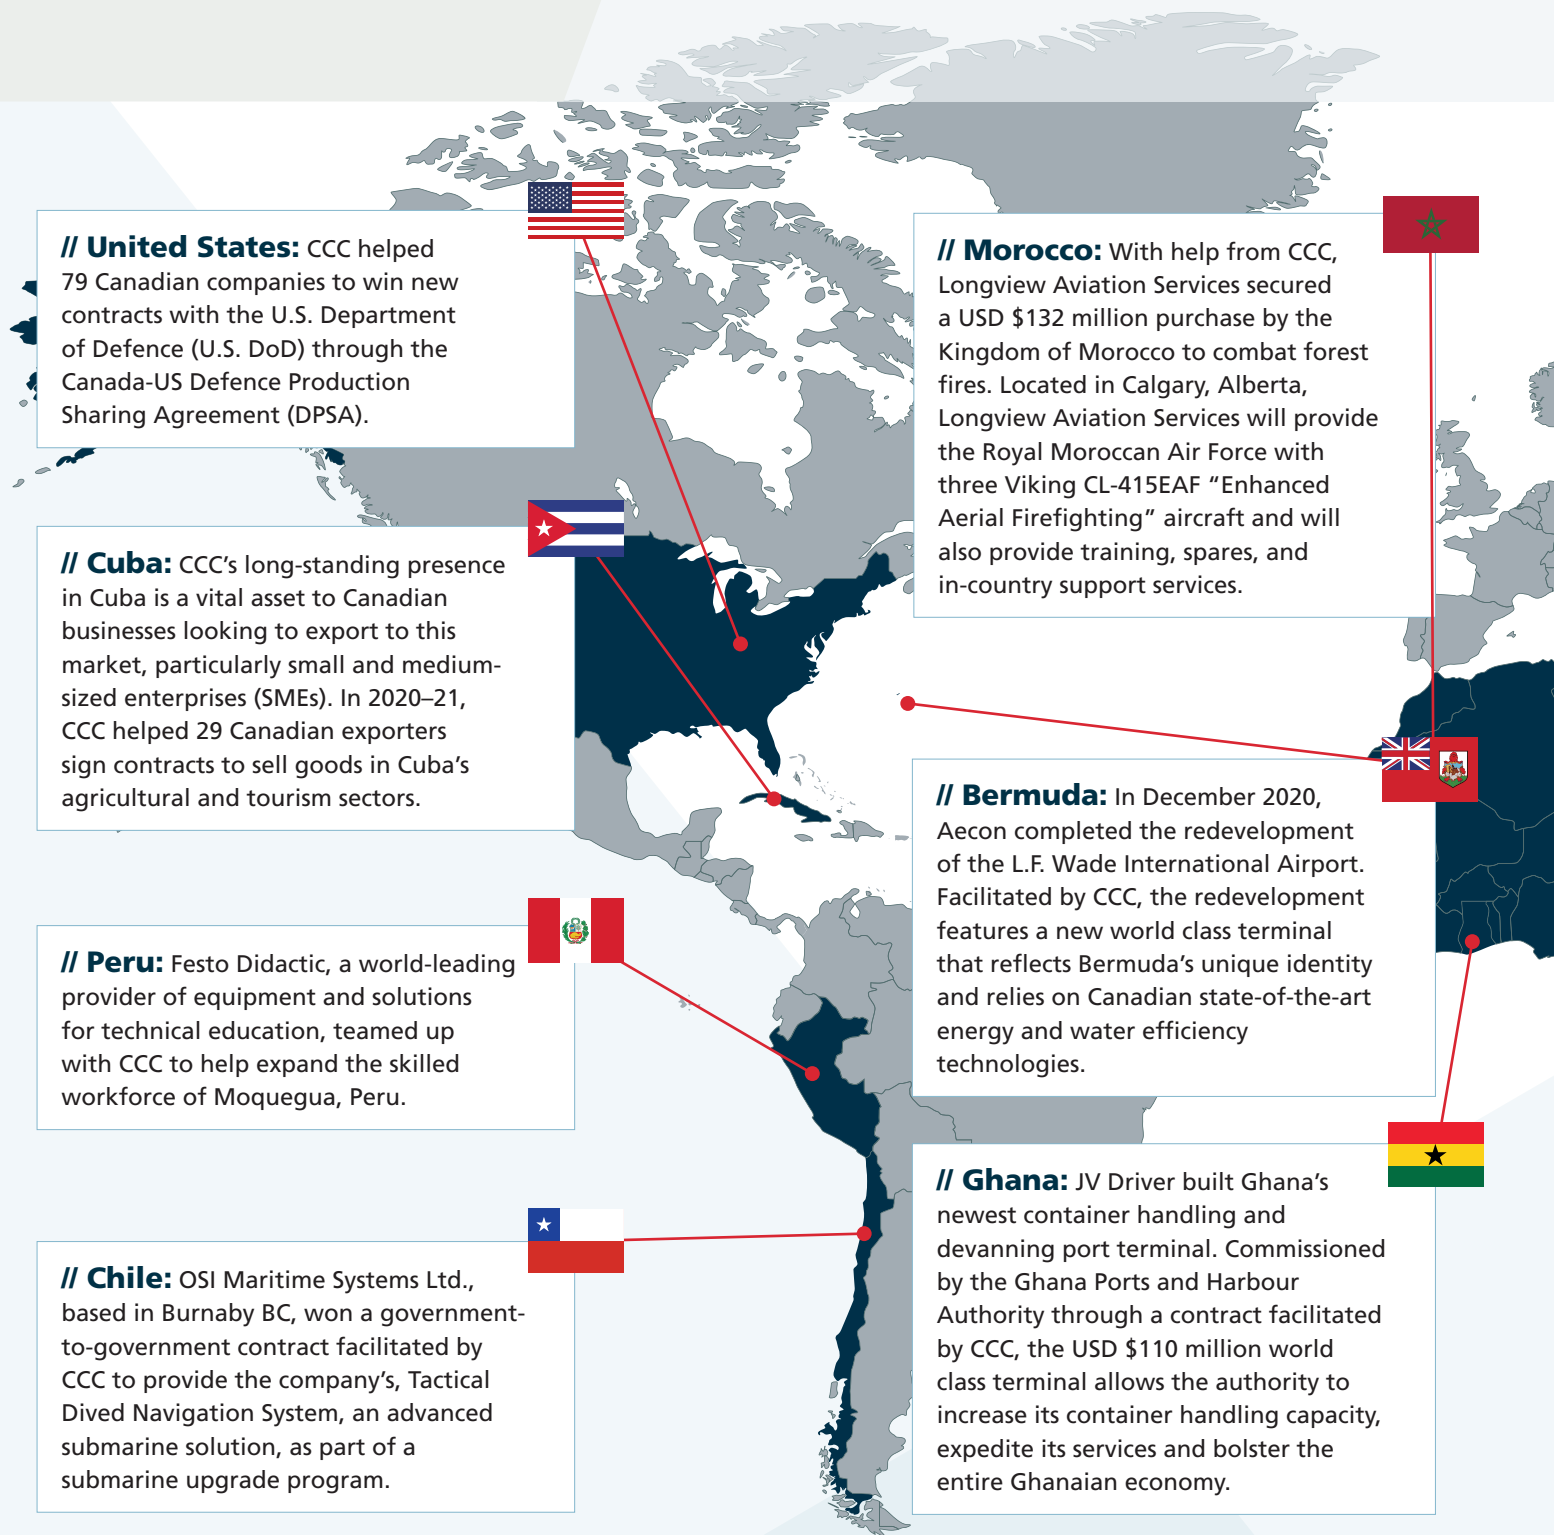 // United States: CCC helped
79 Canadian companies to win new
contracts with the U.S. Department
of Defence (U.S. DoD) through the
Canada-US Defence Production
Sharing Agreement (DPSA).
// Cuba: CCC’s long-standing presence
in Cuba is a vital asset to Canadian
businesses looking to export to this
market, particularly small and medium-
sized enterprises (SMEs). In 2020–21,
CCC helped 29 Canadian exporters
sign contracts to sell goods in Cuba’s
agricultural and tourism sectors.
// Peru: Festo Didactic, a world-leading
provider of equipment and solutions
for technical education, teamed up
with CCC to help expand the skilled
workforce of Moquegua, Peru.
// Chile: OSI Maritime Systems Ltd.,
based in Burnaby BC, won a government-
to-government contract facilitated by
CCC to provide the company’s, Tactical
Dived Navigation System, an advanced
submarine solution, as part of a
submarine upgrade program.
// Morocco: With help from CCC,
Longview Aviation Services secured
a USD $132 million purchase by the
Kingdom of Morocco to combat forest
fires. Located in Calgary, Alberta,
Longview Aviation Services will provide
the Royal Moroccan Air Force with
three Viking CL-415EAF “Enhanced
Aerial Firefighting” aircraft and will
also provide training, spares, and
in-country support services.
// Bermuda: In December 2020,
Aecon completed the redevelopment
of the L.F. Wade International Airport.
Facilitated by CCC, the redevelopment
features a new world class terminal
that reflects Bermuda’s unique identity
and relies on Canadian state-of-the-art
energy and water efficiency
technologies.
// Ghana: JV Driver built Ghana’s
newest container handling and
devanning port terminal. Commissioned
by the Ghana Ports and Harbour
Authority through a contract facilitated
by CCC, the USD $110 million world
class terminal allows the authority to
increase its container handling capacity,
expedite its services and bolster the
entire Ghanaian economy.